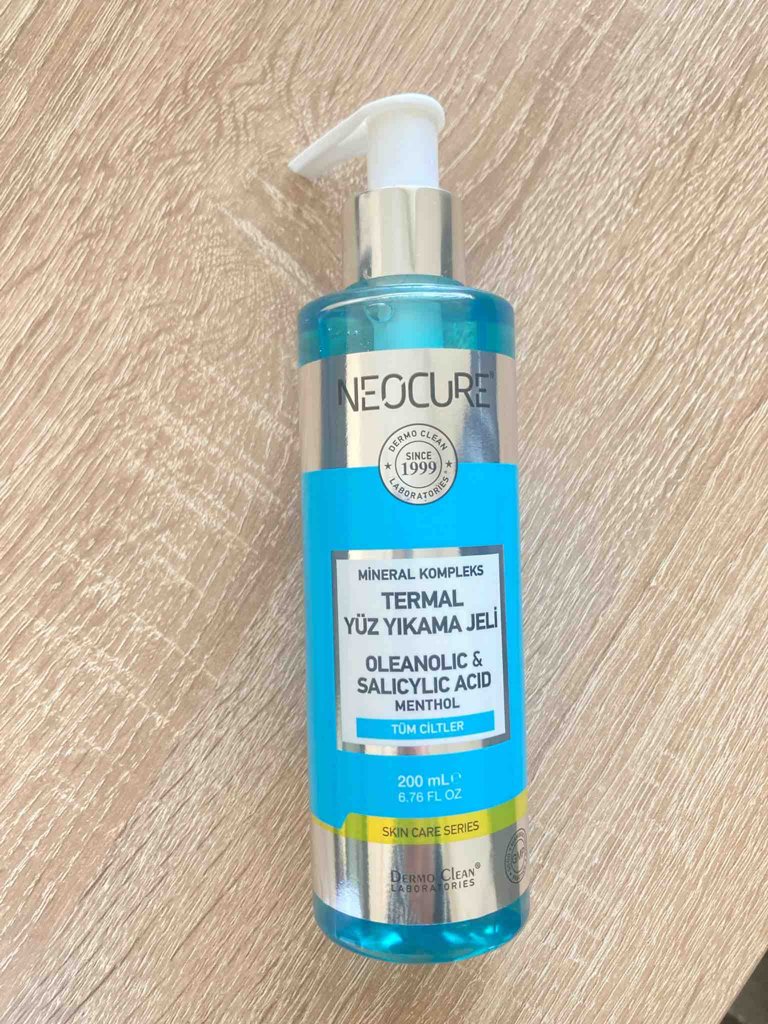 NEOCURE®
DERMO CLEAN
SINCE
1999
LABORATORIES®
MİNERAL KOMPLEKS
TERMAL
YÜZ YIKAMA JELİ
OLEANOLIC &
SALICYLIC ACID
MENTHOL
TÜM CİLTLER
200 mL℮
6.76 FL OZ
SKIN CARE SERIES
GMP
DERMO CLEAN®
LABORATORIES